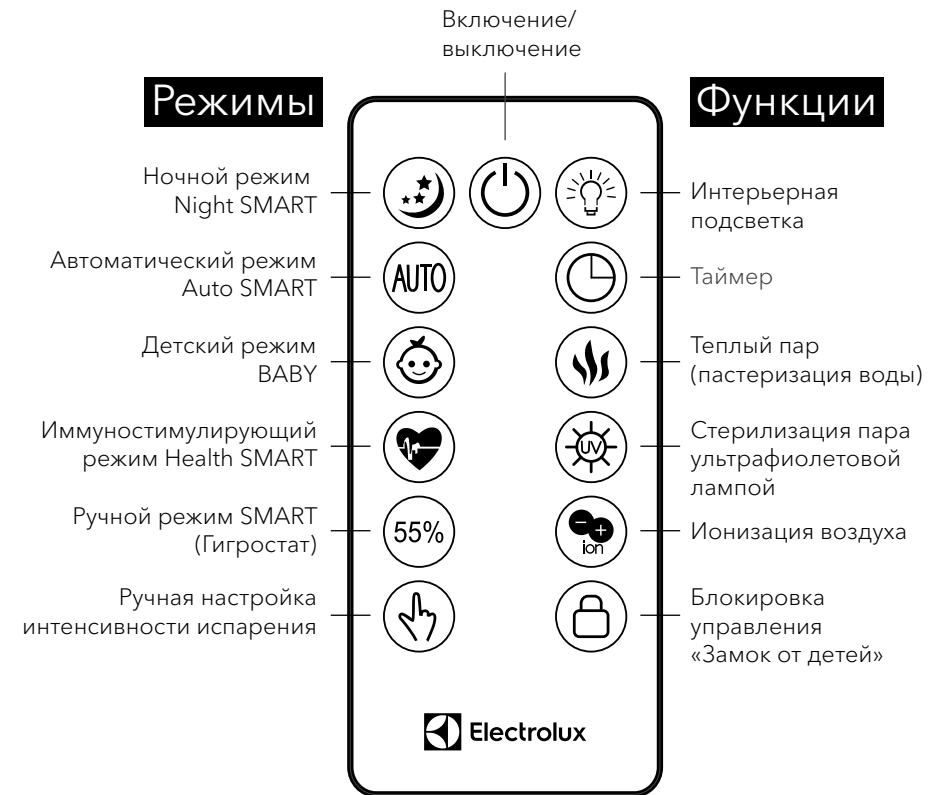 Включение/
выключение
Режимы
Функции
Ночной режим
Night SMART
Интерьерная
подсветка
Автоматический режим
Auto SMART
AUTO
Таймер
Детский режим
BABY
Теплый пар
(пастеризация воды)
Иммуностимулирующий
режим Health SMART
UV
Стерилизация пара
ультрафиолетовой
лампой
Ручной режим SMART
(Гигростат)
55%
ion
Ионизация воздуха
Ручная настройка
интенсивности испарения
Блокировка
управления
«Замок от детей»
Electrolux